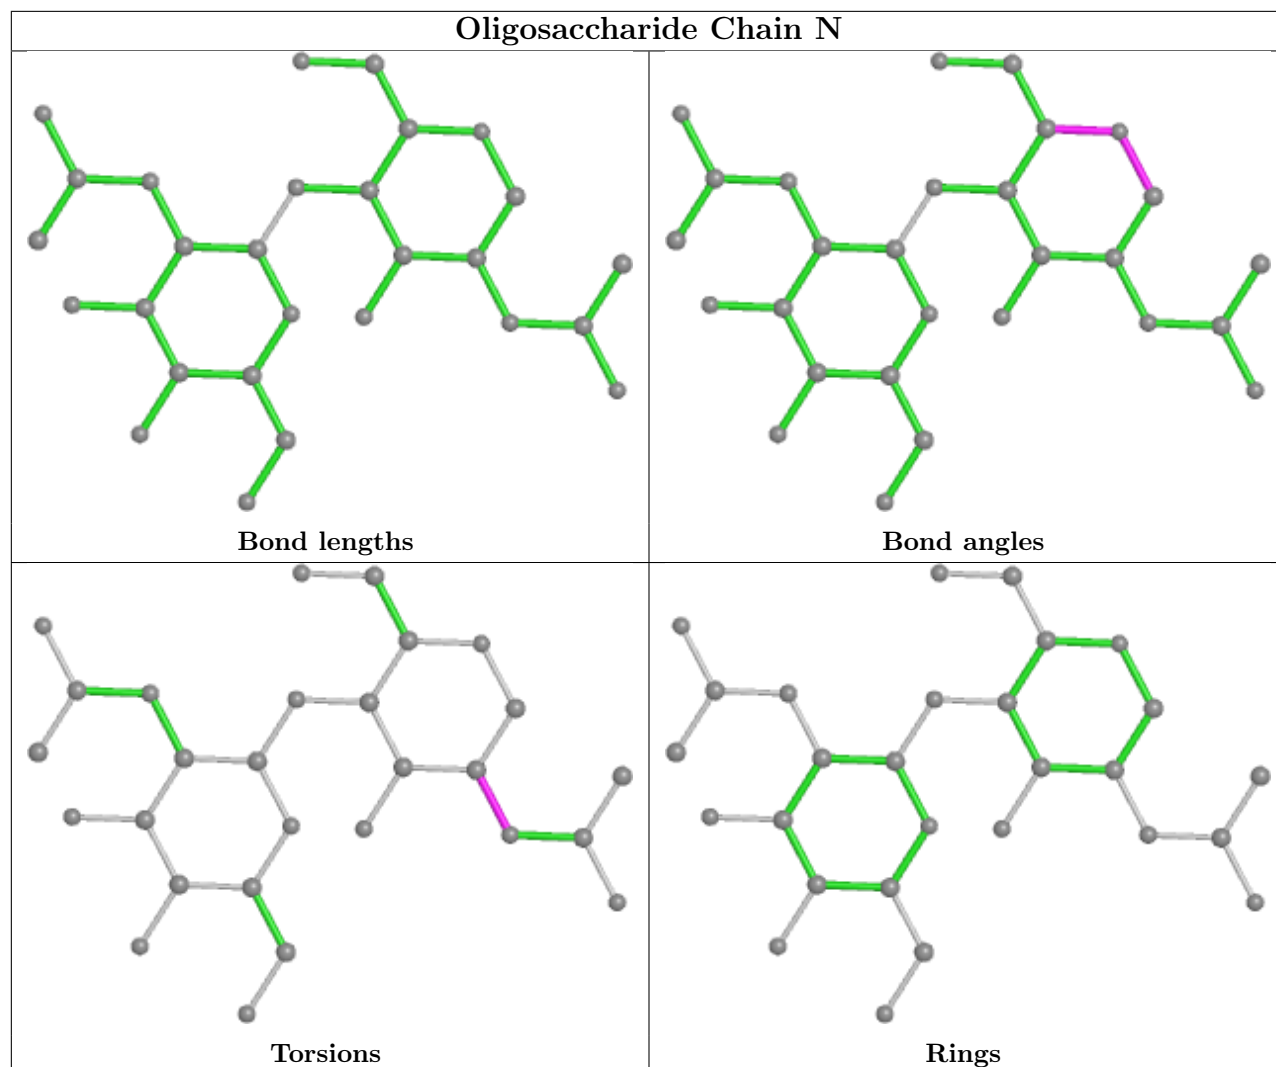 Oligosaccharide Chain N
Bond lengths
Bond angles
Torsions
Rings